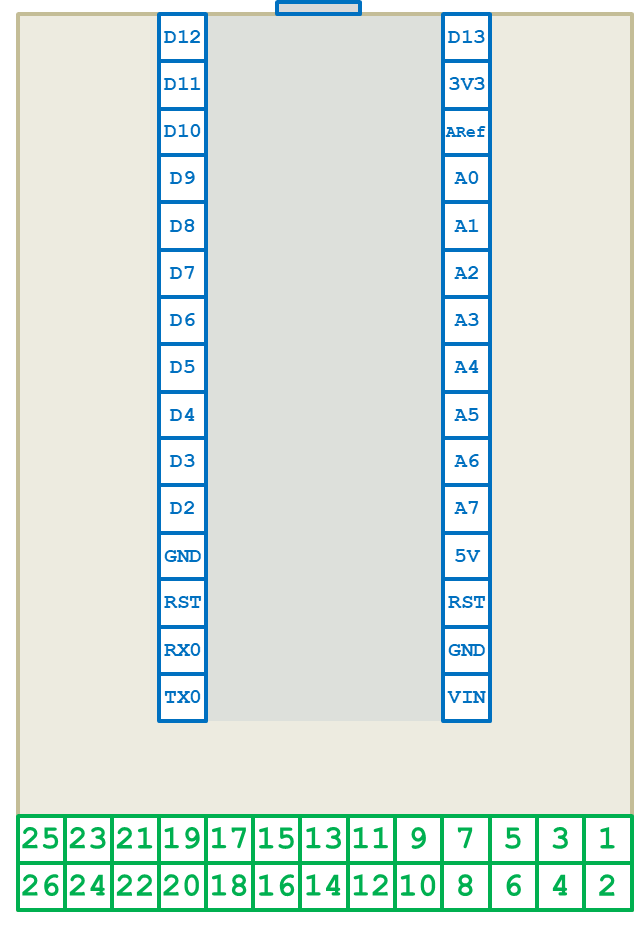 D12 D13
D11 3V3
D10 ARef
D9 A0
D8 A1
D7 A2
D6 A3
D5 A4
D4 A5
D3 A6
D2 A7
GND 5V
RST RST
RX0 GND
TX0 VIN
25 23 21 19 17 15 13 11 9 7 5 3 1
26 24 22 20 18 16 14 12 10 8 6 4 2